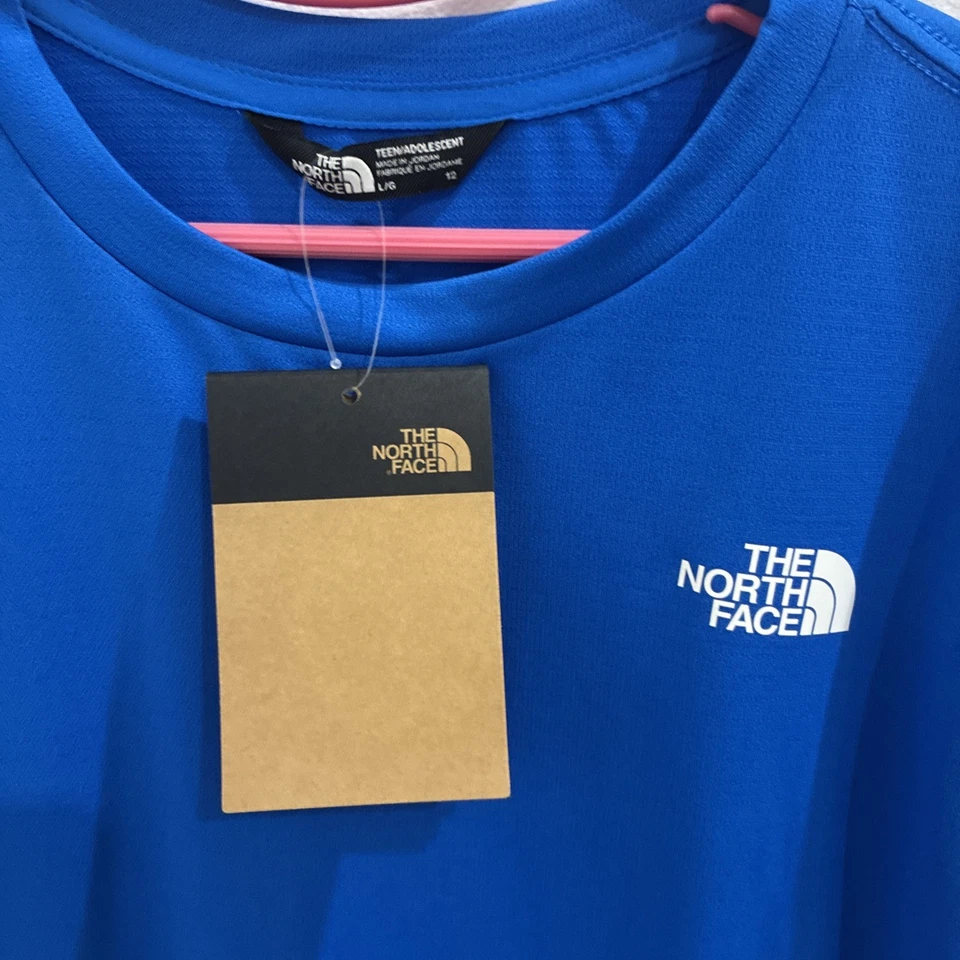 THE
NORTH
FACE
TEEN/ADOLESCENT
MADE IN JORDAN
FABRIQUÉ EN JORDANIE
L/G
12
THE
NORTH
FACE
THE
NORTH
FACE